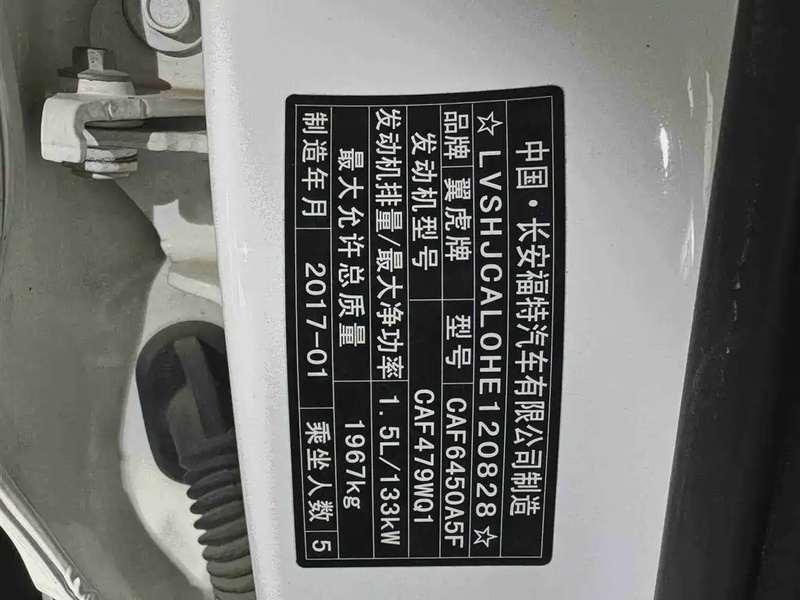 中国·长安福特汽车有限公司制造
☆LVSHJCAL0HE120828☆
品牌 翼虎牌 型号 CAF6450A5F
发动机型号 CAF479WQ1
发动机排量/最大净功率 1.5L/133kW
最大允许总质量 1967kg
制造年月 2017-01 乘坐人数 5